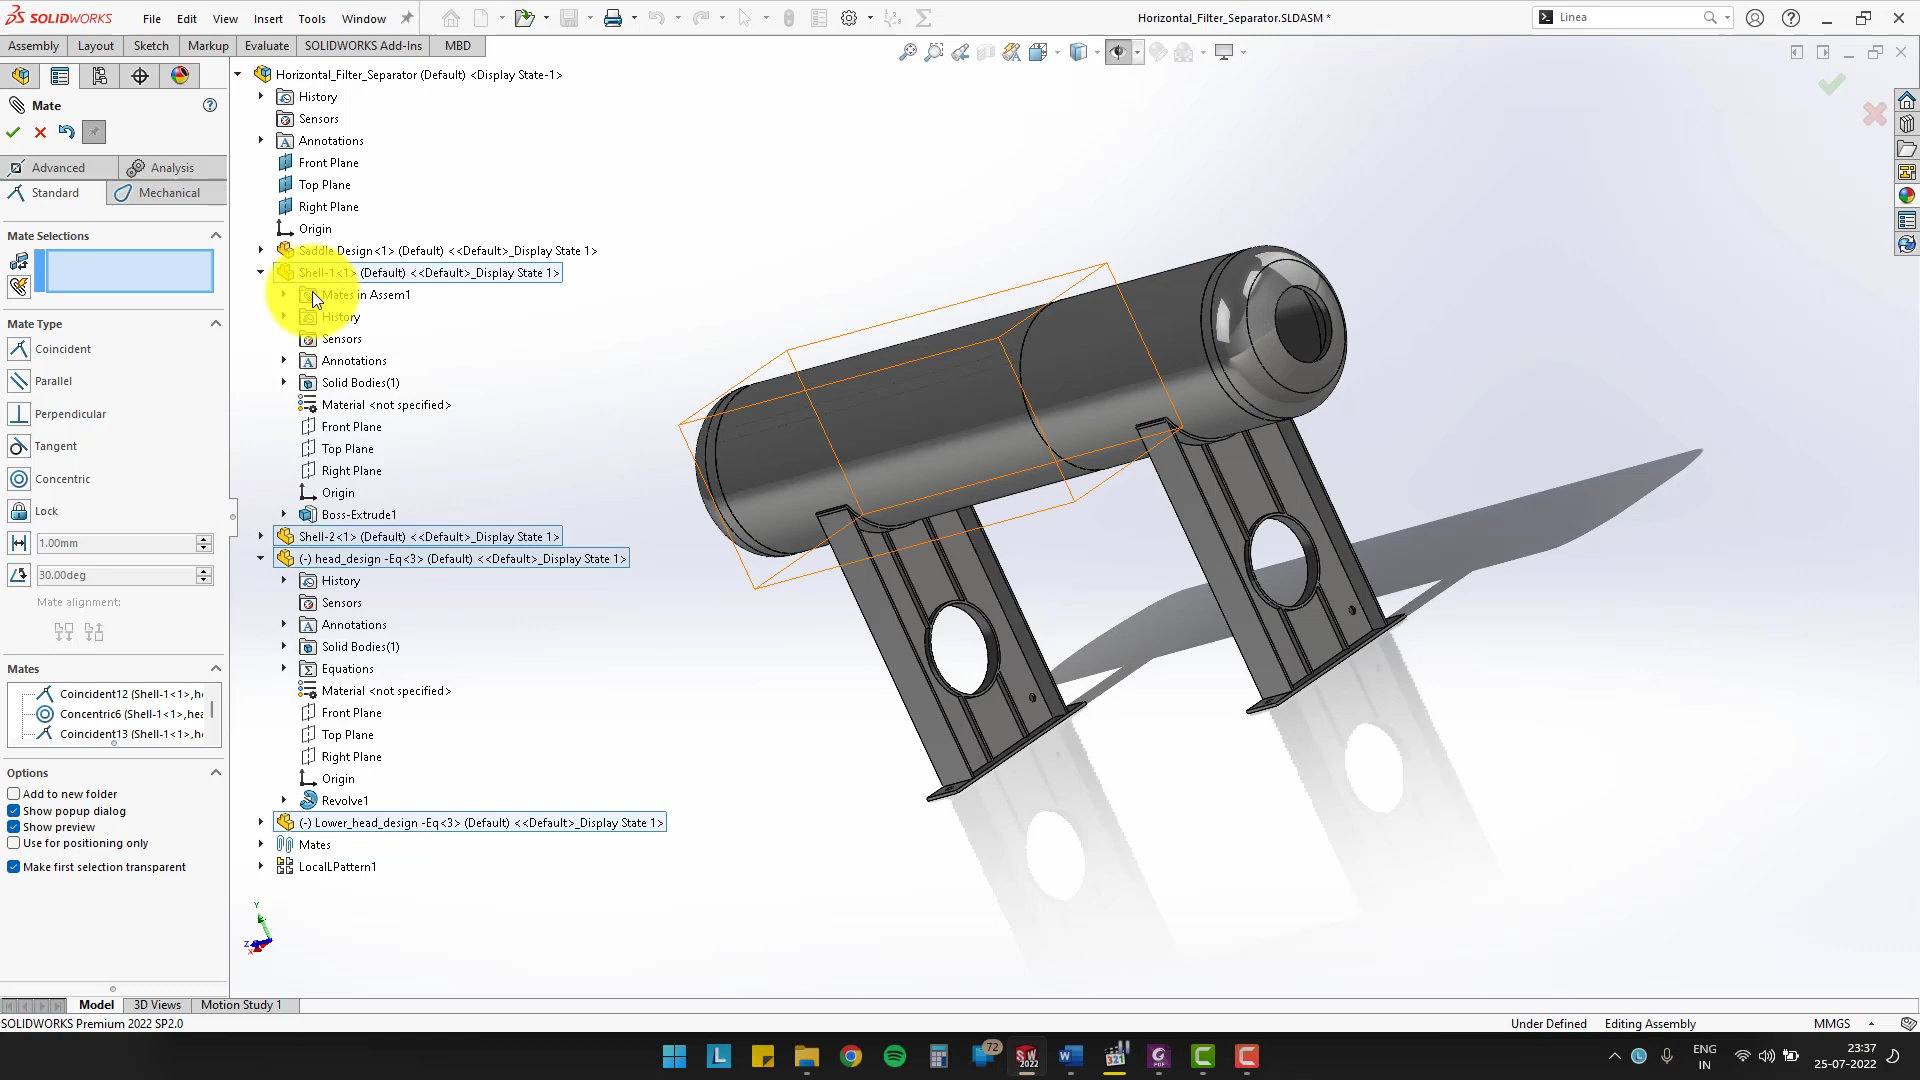 SOLIDWORKS File Edit View Insert Tools Window
Horizontal_Filter_Separator.SLDASM *
Linea
Assembly Layout Sketch Markup Evaluate SOLIDWORKS Add-Ins MBD
Mate
Advanced Analysis
Standard Mechanical
Mate Selections
Mate Type
Coincident
Parallel
Perpendicular
Tangent
Concentric
Lock
1.00mm
30.00deg
Mate alignment:
Mates
Coincident12 (Shell-1<1>,he
Concentric6 (Shell-1<1>,hea
Coincident13 (Shell-1<1>,he
Options
Add to new folder
Show popup dialog
Show preview
Use for positioning only
Make first selection transparent
Horizontal_Filter_Separator (Default) <Display State-1>
History
Sensors
Annotations
Front Plane
Top Plane
Right Plane
Origin
Saddle Design<1> (Default) <<Default>_Display State 1>
Shell-1<1> (Default) <<Default>_Display State 1>
Mates in Assem1
History
Sensors
Annotations
Solid Bodies(1)
Material <not specified>
Front Plane
Top Plane
Right Plane
Origin
Boss-Extrude1
Shell-2<1> (Default) <<Default>_Display State 1>
(-) head_design -Eq<3> (Default) <<Default>_Display State 1>
History
Sensors
Annotations
Solid Bodies(1)
Equations
Material <not specified>
Front Plane
Top Plane
Right Plane
Origin
Revolve1
(-) Lower_head_design -Eq<3> (Default) <<Default>_Display State 1>
Mates
LocalLPattern1
Y
Z
X
Model 3D Views Motion Study 1
SOLIDWORKS Premium 2022 SP2.0
Under Defined Editing Assembly MMGS
L
72
SW
2022
W
321
ENG
IN
23:37
25-07-2022